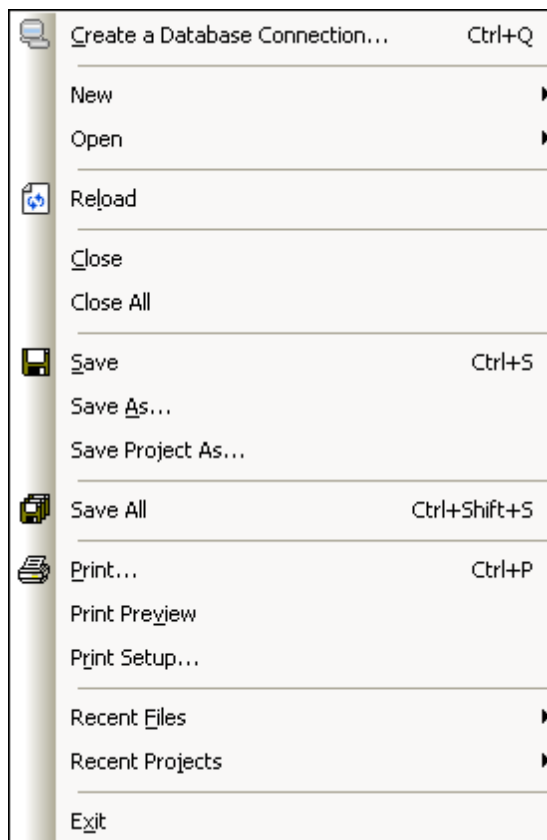 Create a Database Connection... Ctrl+Q
New
Open
Reload
Close
Close All
Save Ctrl+S
Save As...
Save Project As...
Save All Ctrl+Shift+S
Print... Ctrl+P
Print Preview
Print Setup...
Recent Files
Recent Projects
Exit